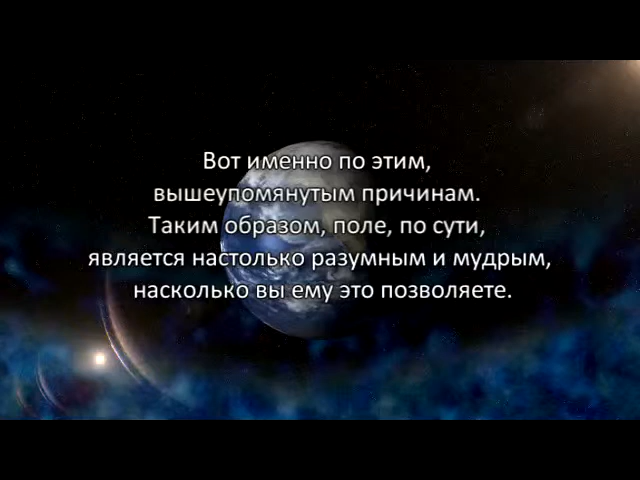 Вот именно по этим,
вышеупомянутым причинам.
Таким образом, поле, по сути,
является настолько разумным и мудрым,
насколько вы ему это позволяете.